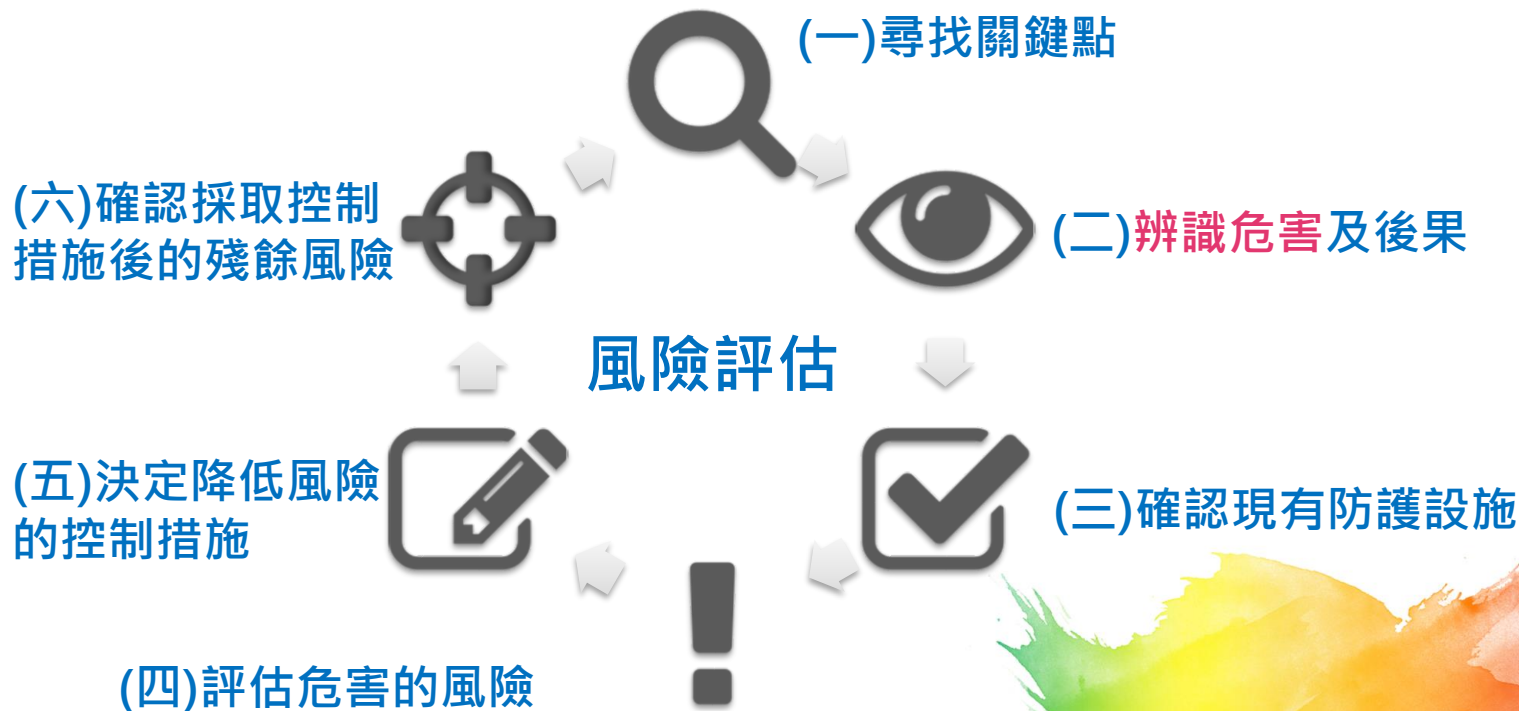 (一)尋找關鍵點
(二)辨識危害及後果
(三)確認現有防護設施
(四)評估危害的風險
(五)決定降低風險
的控制措施
(六)確認採取控制
措施後的殘餘風險
風險評估